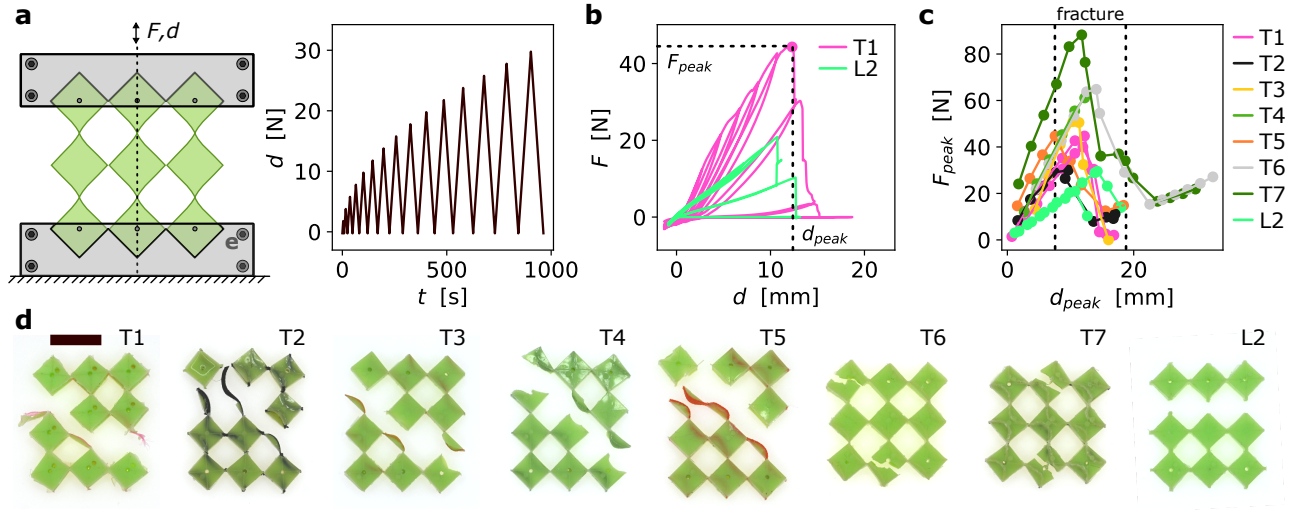 a
F,d
e
d [N]
30
20
10
0
0
500
1000
t [s]
b
F [N]
40
20
0
F_peak
T1
L2
d_peak
0
10
20
d [mm]
c
fracture
F_peak [N]
80
60
40
20
0
0
20
d_peak [mm]
T1
T2
T3
T4
T5
T6
T7
L2
d
T1
T2
T3
T4
T5
T6
T7
L2